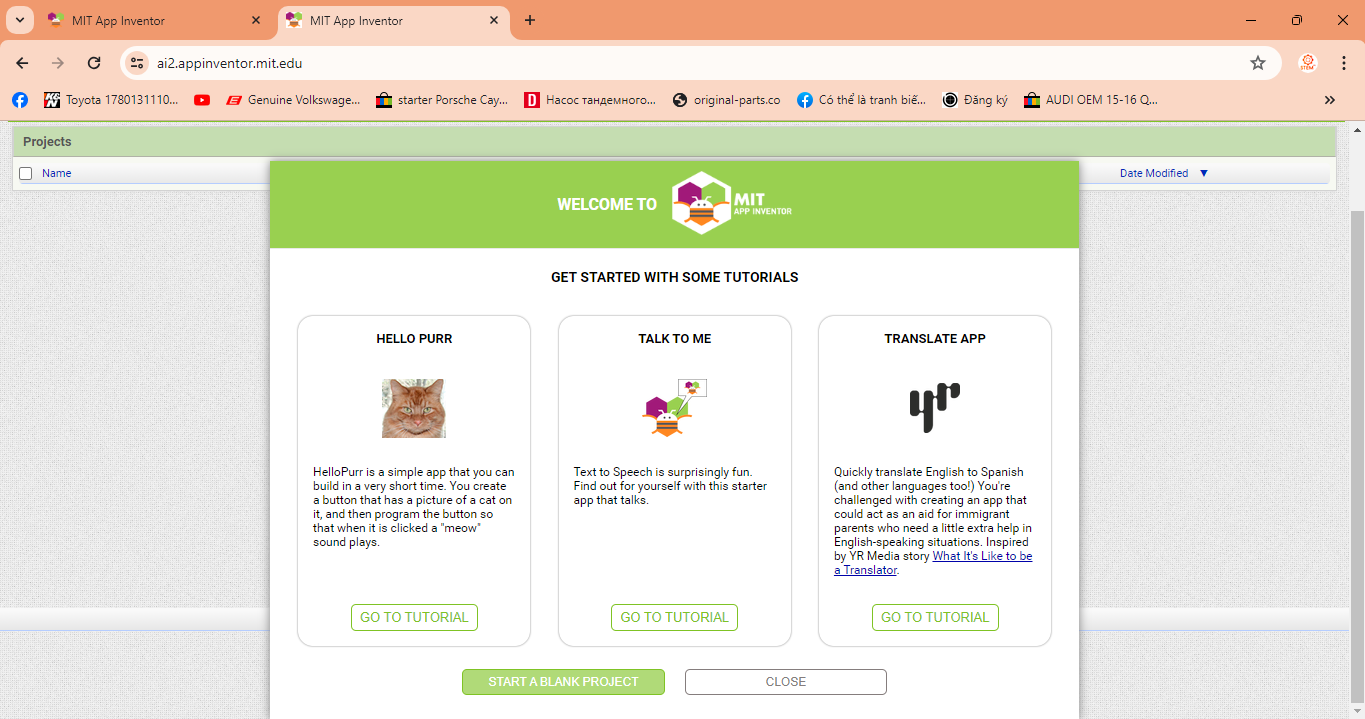 MIT App Inventor
MIT App Inventor
ai2.appinventor.mit.edu
STEM
Toyota 1780131110...
Genuine Volkswage...
starter Porsche Cay...
Насос тандемного...
original-parts.co
Có thể là tranh biế...
Đăng ký
AUDI OEM 15-16 Q...
Projects
Name
Date Modified
WELCOME TO
MIT
APP INVENTOR
GET STARTED WITH SOME TUTORIALS
HELLO PURR
HelloPurr is a simple app that you can
build in a very short time. You create
a button that has a picture of a cat on
it, and then program the button so
that when it is clicked a "meow"
sound plays.
GO TO TUTORIAL
TALK TO ME
Text to Speech is surprisingly fun.
Find out for yourself with this starter
app that talks.
GO TO TUTORIAL
TRANSLATE APP
Quickly translate English to Spanish
(and other languages too!) You're
challenged with creating an app that
could act as an aid for immigrant
parents who need a little extra help in
English-speaking situations. Inspired
by YR Media story What It's Like to be
a Translator.
GO TO TUTORIAL
START A BLANK PROJECT
CLOSE